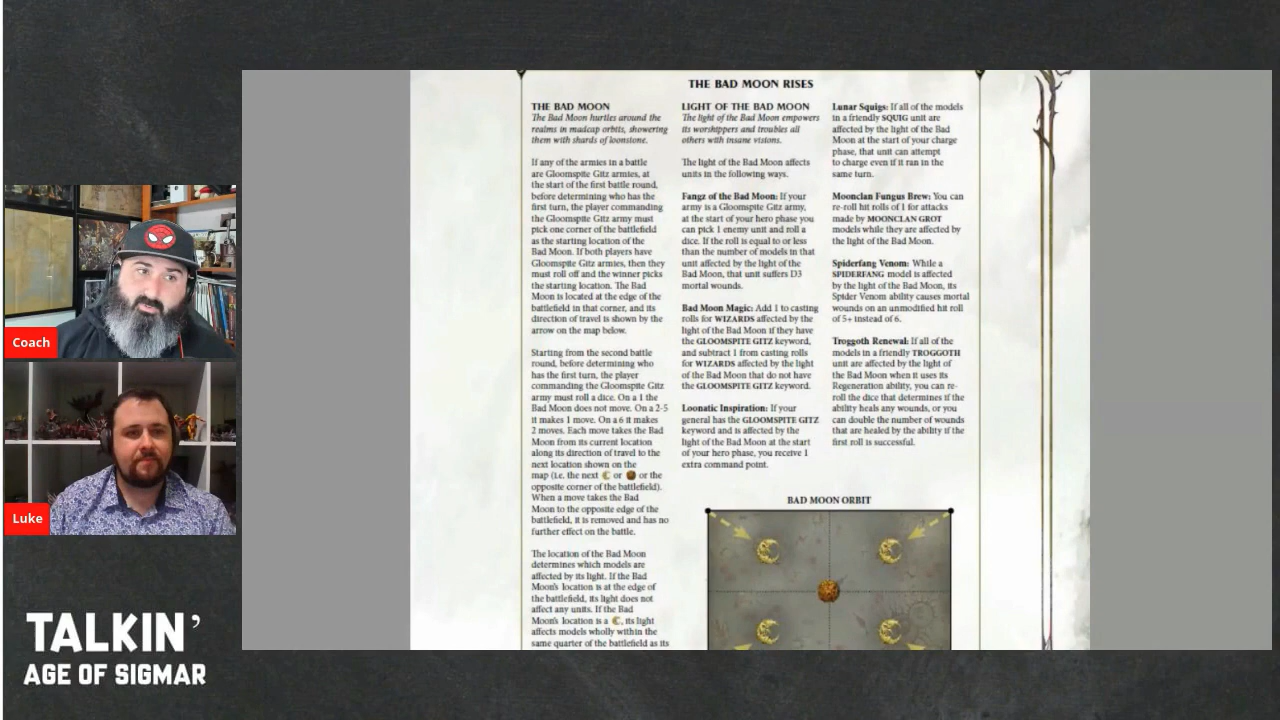 THE BAD MOON RISES
THE BAD MOON
The Bad Moon hurtles around the
realms in madcap orbits, showering
them with shards of loonstone.
If any of the armies in a battle
are Gloomspite Gitz armies, at
the start of the first battle round,
before determining who has the
first turn, the player commanding
the Gloomspite Gitz army must
pick one corner of the battlefield
as the starting location of the
Bad Moon. If both players have
Gloomspite Gitz armies, then they
must roll off and the winner picks
the starting location. The Bad
Moon is located at the edge of the
battlefield in that corner, and its
direction of travel is shown by the
arrow on the map below.
Starting from the second battle
round, before determining who
has the first turn, the player
commanding the Gloomspite Gitz
army must roll a dice. On a 1 the
Bad Moon does not move. On a 2-5
it makes 1 move. On a 6 it makes
2 moves. Each move takes the Bad
Moon from its current location
along its direction of travel to the
next location shown on the
map (i.e. the next or or the
opposite corner of the battlefield).
When a move takes the Bad
Moon to the opposite edge of the
battlefield, it is removed and has no
further effect on the battle.
The location of the Bad Moon
determines which models are
affected by its light. If the Bad
Moon's location is at the edge of
the battlefield, its light does not
affect any units. If the Bad
Moon's location is a , its light
affects models wholly within the
same quarter of the battlefield as its
LIGHT OF THE BAD MOON
The light of the Bad Moon empowers
its worshippers and troubles all
others with insane visions.
The light of the Bad Moon affects
units in the following ways.
Fangz of the Bad Moon: If your
army is a Gloomspite Gitz army,
at the start of your hero phase you
can pick 1 enemy unit and roll a
dice. If the roll is equal to or less
than the number of models in that
unit affected by the light of the
Bad Moon, that unit suffers D3
mortal wounds.
Bad Moon Magic: Add 1 to casting
rolls for WIZARDS affected by the
light of the Bad Moon if they have
the GLOOMSPITE GITZ keyword,
and subtract 1 from casting rolls
for WIZARDS affected by the light
of the Bad Moon that do not have
the GLOOMSPITE GITZ keyword.
Loonatic Inspiration: If your
general has the GLOOMSPITE GITZ
keyword and is affected by the
light of the Bad Moon at the start
of your hero phase, you receive 1
extra command point.
Lunar Squigs: If all of the models
in a friendly SQUIG unit are
affected by the light of the Bad
Moon at the start of your charge
phase, that unit can attempt
to charge even if it ran in the
same turn.
Moonclan Fungus Brew: You can
re-roll hit rolls of 1 for attacks
made by MOONCLAN GROT
models while they are affected by
the light of the Bad Moon.
Spiderfang Venom: While a
SPIDERFANG model is affected
by the light of the Bad Moon, its
Spider Venom ability causes mortal
wounds on an unmodified hit roll
of 5+ instead of 6.
Troggoth Renewal: If all of the
models in a friendly TROGGOTH
unit are affected by the light of
the Bad Moon when it uses its
Regeneration ability, you can re-
roll the dice that determines if the
ability heals any wounds, or you
can double the number of wounds
that are healed by the ability if the
first roll is successful.
BAD MOON ORBIT
Coach
Luke
TALKIN'
AGE OF SIGMAR